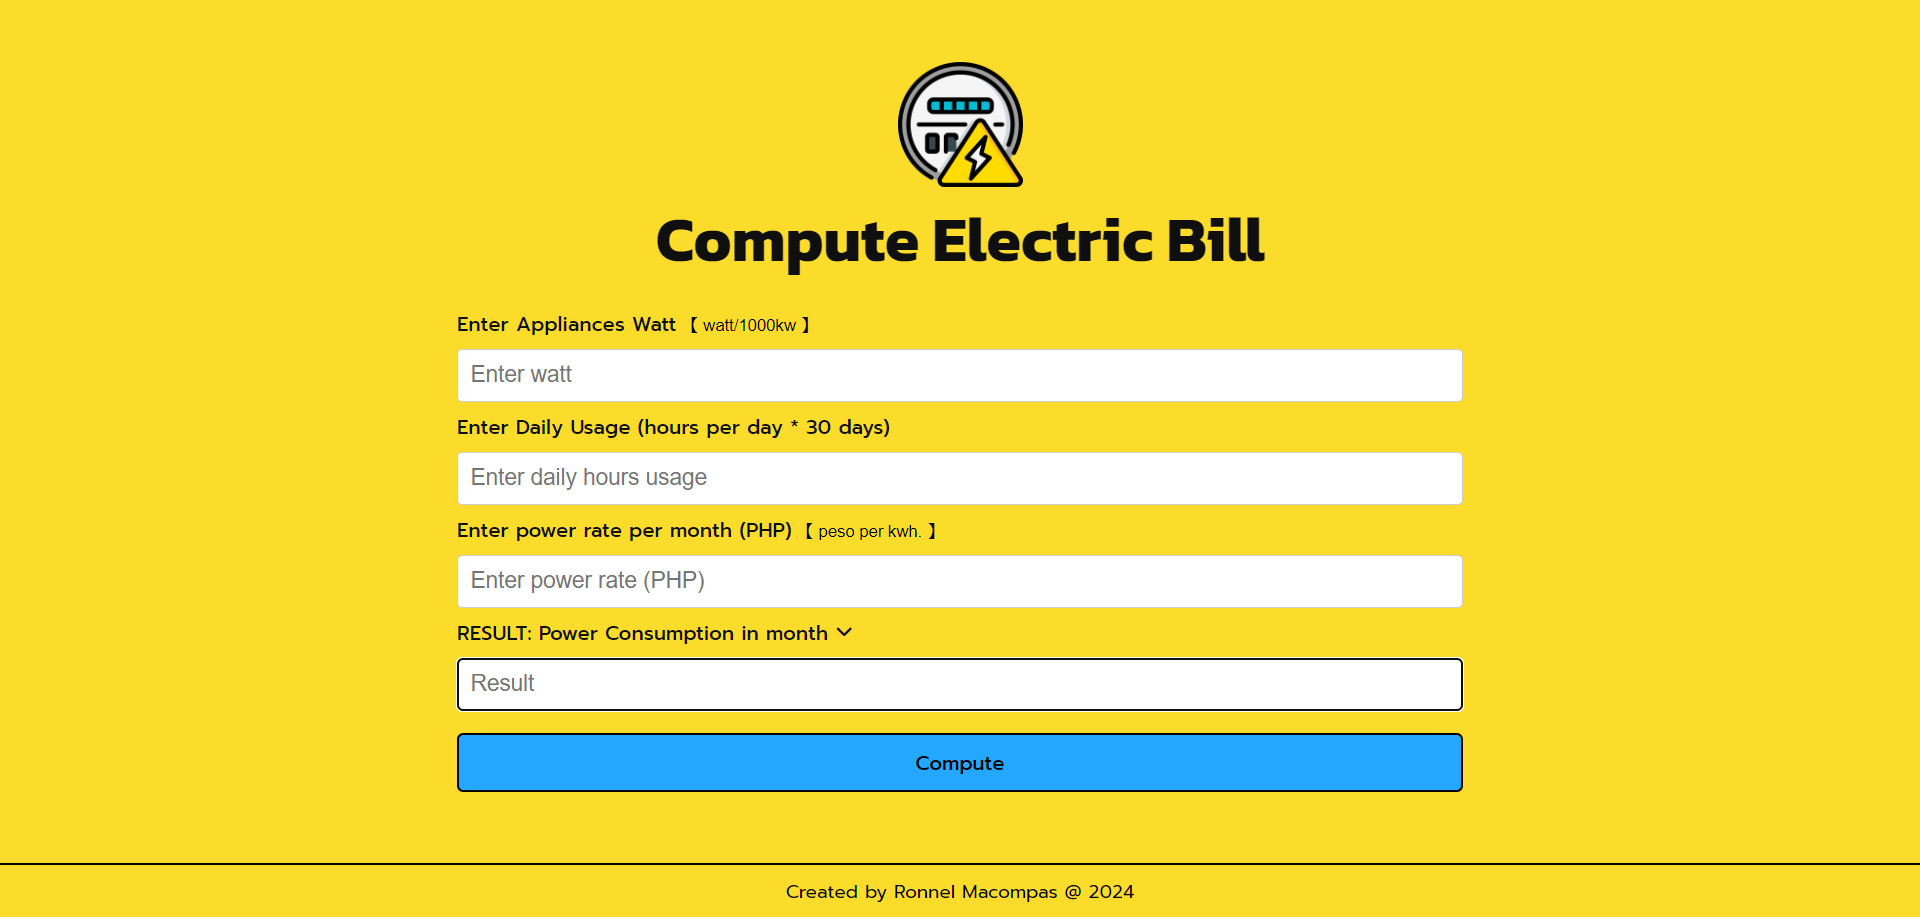 Compute Electric Bill
Enter Appliances Watt 【 watt/1000kw 】
Enter watt
Enter Daily Usage (hours per day * 30 days)
Enter daily hours usage
Enter power rate per month (PHP) 【 peso per kwh. 】
Enter power rate (PHP)
RESULT: Power Consumption in month
Result
Compute
Created by Ronnel Macompas @ 2024